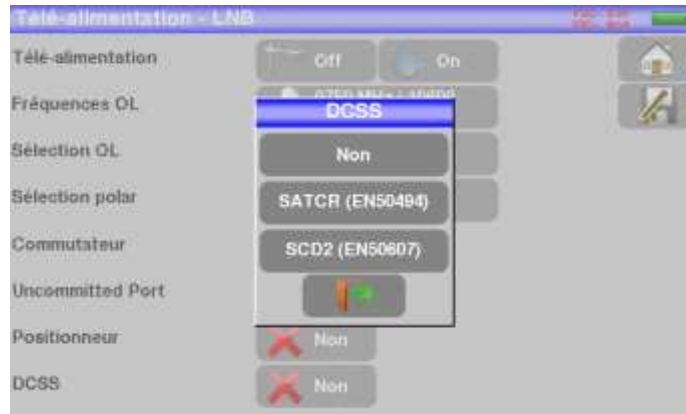 Télé-alimentation - LNB
Télé-alimentation Off On
Fréquences OL
DCSS
Sélection OL
Non
Sélection polar
SATCR (EN50494)
Commutateur
SCD2 (EN50607)
Uncommitted Port
Positionneur Non
DCSS Non